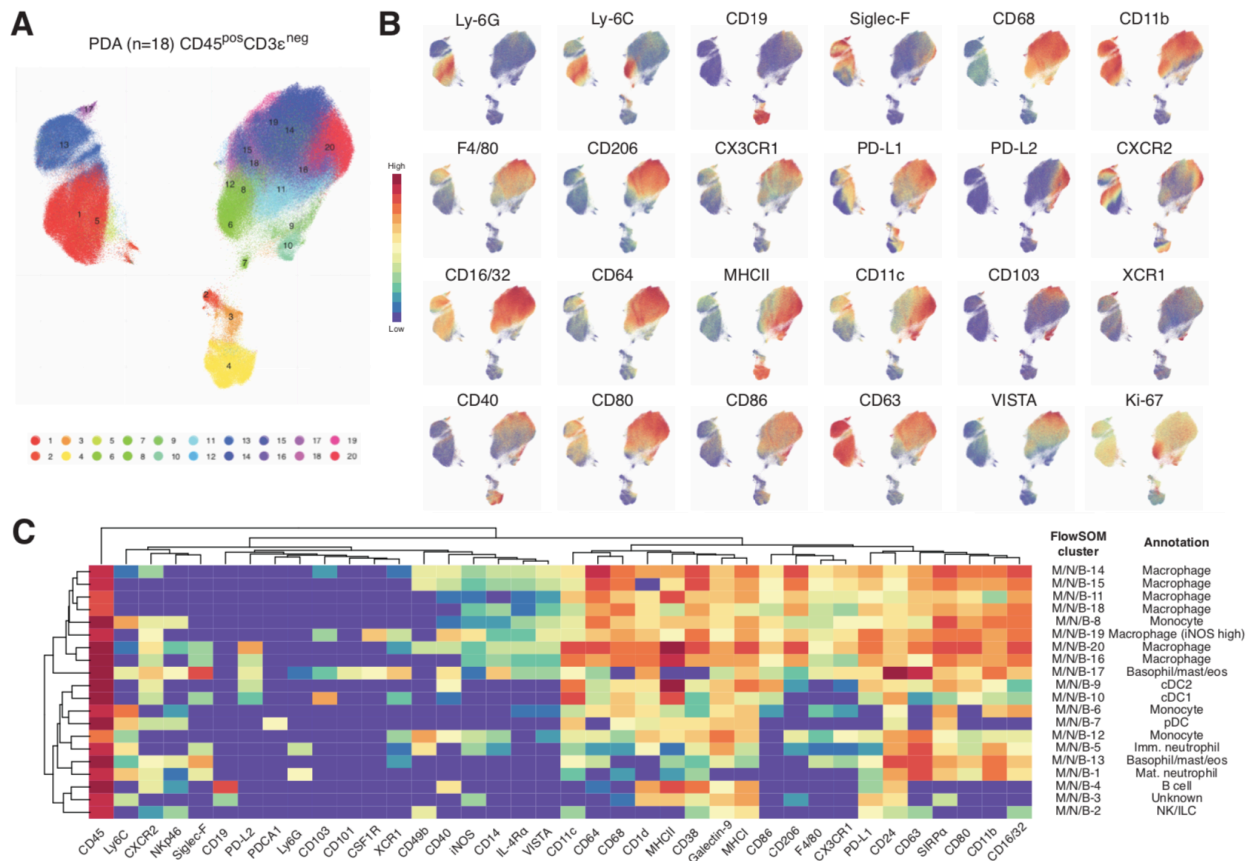 A
PDA (n=18) CD45posCD3εneg
17
13
1
5
19
14
15
20
16
18
12
8
11
6
9
10
7
2
3
4
1 3 5 7 9 11 13 15 17 19
2 4 6 8 10 12 14 16 18 20
B
Ly-6G Ly-6C CD19 Siglec-F CD68 CD11b
F4/80 CD206 CX3CR1 PD-L1 PD-L2 CXCR2
High
Low
CD16/32 CD64 MHCII CD11c CD103 XCR1
CD40 CD80 CD86 CD63 VISTA Ki-67
C
FlowSOM cluster Annotation
M/N/B-14 Macrophage
M/N/B-15 Macrophage
M/N/B-11 Macrophage
M/N/B-18 Macrophage
M/N/B-8 Monocyte
M/N/B-19 Macrophage (iNOS high)
M/N/B-20 Macrophage
M/N/B-16 Macrophage
M/N/B-17 Basophil/mast/eos
M/N/B-9 cDC2
M/N/B-10 cDC1
M/N/B-6 Monocyte
M/N/B-7 pDC
M/N/B-12 Monocyte
M/N/B-5 Imm. neutrophil
M/N/B-13 Basophil/mast/eos
M/N/B-1 Mat. neutrophil
M/N/B-4 B cell
M/N/B-3 Unknown
M/N/B-2 NK/ILC
CD45 Ly6C CXCR2 NKp46 Siglec-F CD19 PD-L2 PDCA1 Ly6G CD103 CD101 CSF1R XCR1 CD49b CD40 iNOS CD14 IL-4Rα VISTA CD11c CD64 CD68 CD1d MHCII CD38 Galectin-9 MHCI CD86 CD206 F4/80 CX3CR1 PD-L1 CD24 CD63 SIRPα CD80 CD11b CD16/32